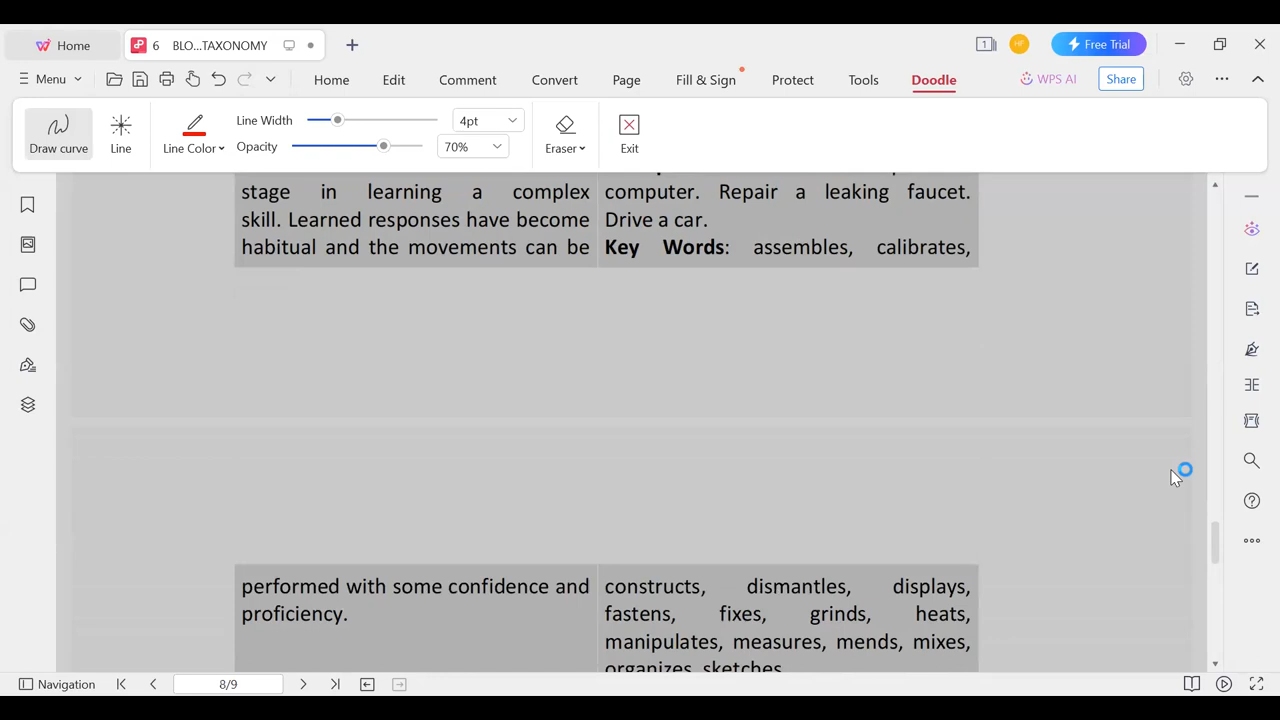 Home
6 BLO...TAXONOMY
Free Trial
Menu
Home Edit Comment Convert Page Fill & Sign Protect Tools Doodle WPS AI Share
Draw curve
Line
Line Color
Line Width
4pt
Opacity
70%
Eraser
Exit
stage in learning a complex
skill. Learned responses have become
habitual and the movements can be
computer. Repair a leaking faucet.
Drive a car.
Key Words: assembles, calibrates,
performed with some confidence and
proficiency.
constructs, dismantles, displays,
fastens, fixes, grinds, heats,
manipulates, measures, mends, mixes,
organizes, sketches
Navigation
8/9